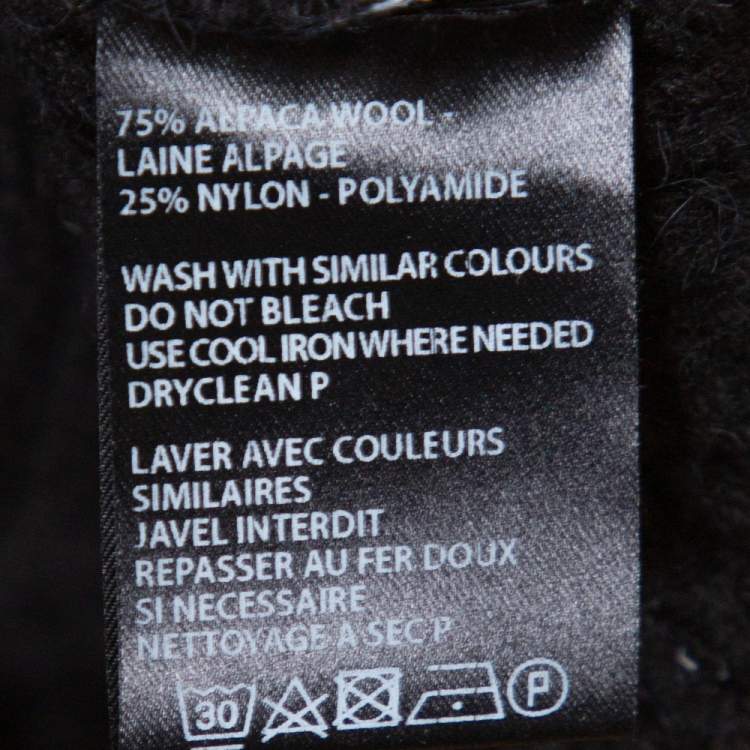 75% ALPACA WOOL -
LAINE ALPAGE
25% NYLON - POLYAMIDE
WASH WITH SIMILAR COLOURS
DO NOT BLEACH
USE COOL IRON WHERE NEEDED
DRYCLEAN P
LAVER AVEC COULEURS
SIMILAIRES
JAVEL INTERDIT
REPASSER AU FER DOUX
SI NECESSAIRE
NETTOYAGE A SEC P
30 P